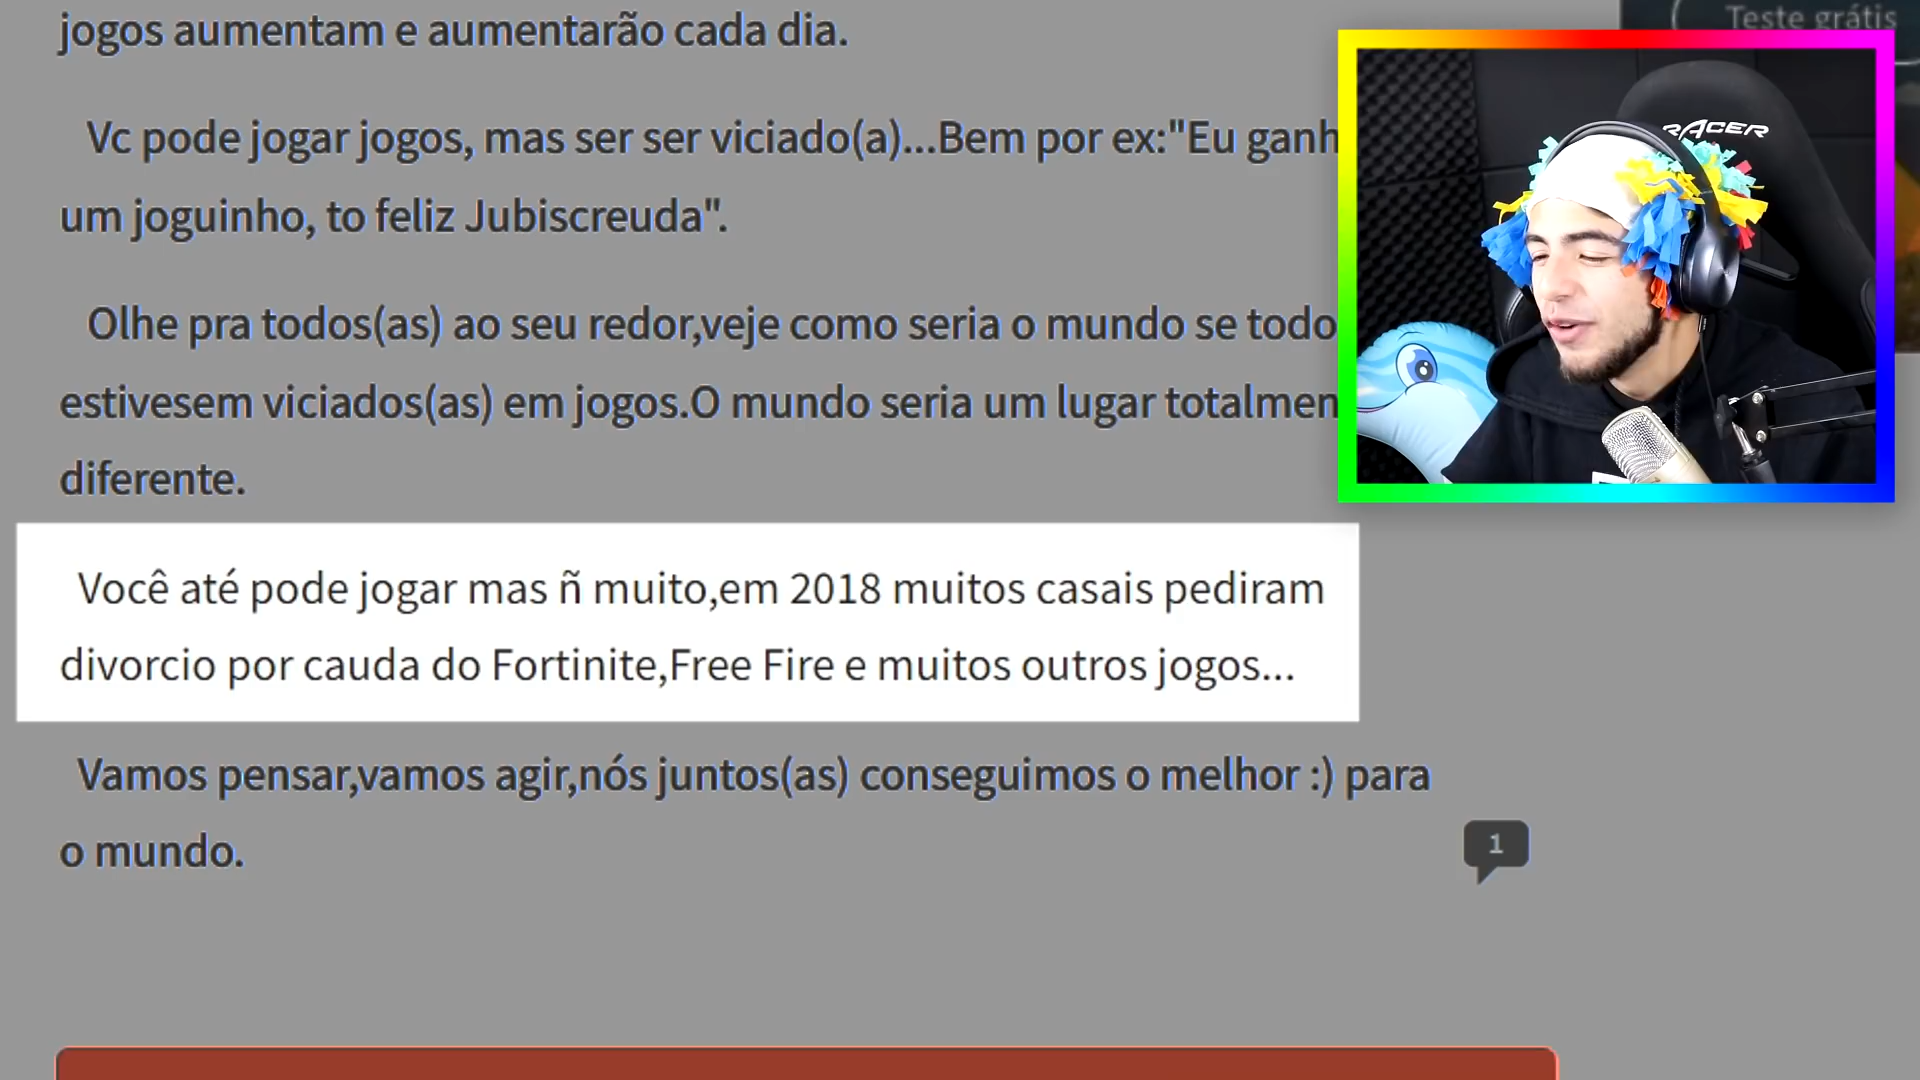 Teste grátis
jogos aumentam e aumentarão cada dia.
Vc pode jogar jogos, mas ser ser viciado(a)...Bem por ex:"Eu ganh
um joguinho, to feliz Jubiscreuda".
Olhe pra todos(as) ao seu redor,veje como seria o mundo se todo
estivesem viciados(as) em jogos.O mundo seria um lugar totalmen
diferente.
Você até pode jogar mas ñ muito,em 2018 muitos casais pediram
divorcio por cauda do Fortinite,Free Fire e muitos outros jogos...
Vamos pensar,vamos agir,nós juntos(as) conseguimos o melhor :) para
o mundo.
1
RACER